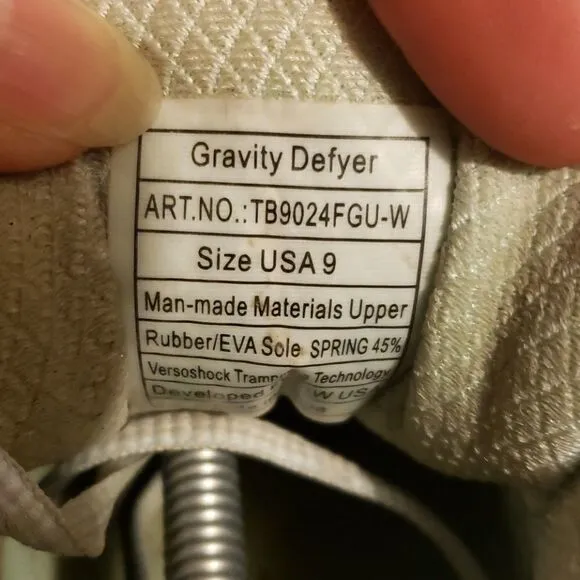 Gravity Defyer
ART.NO.:TB9024FGU-W
Size USA 9
Man-made Materials Upper
Rubber/EVA Sole SPRING 45%
Versoshock Technology
Developed W